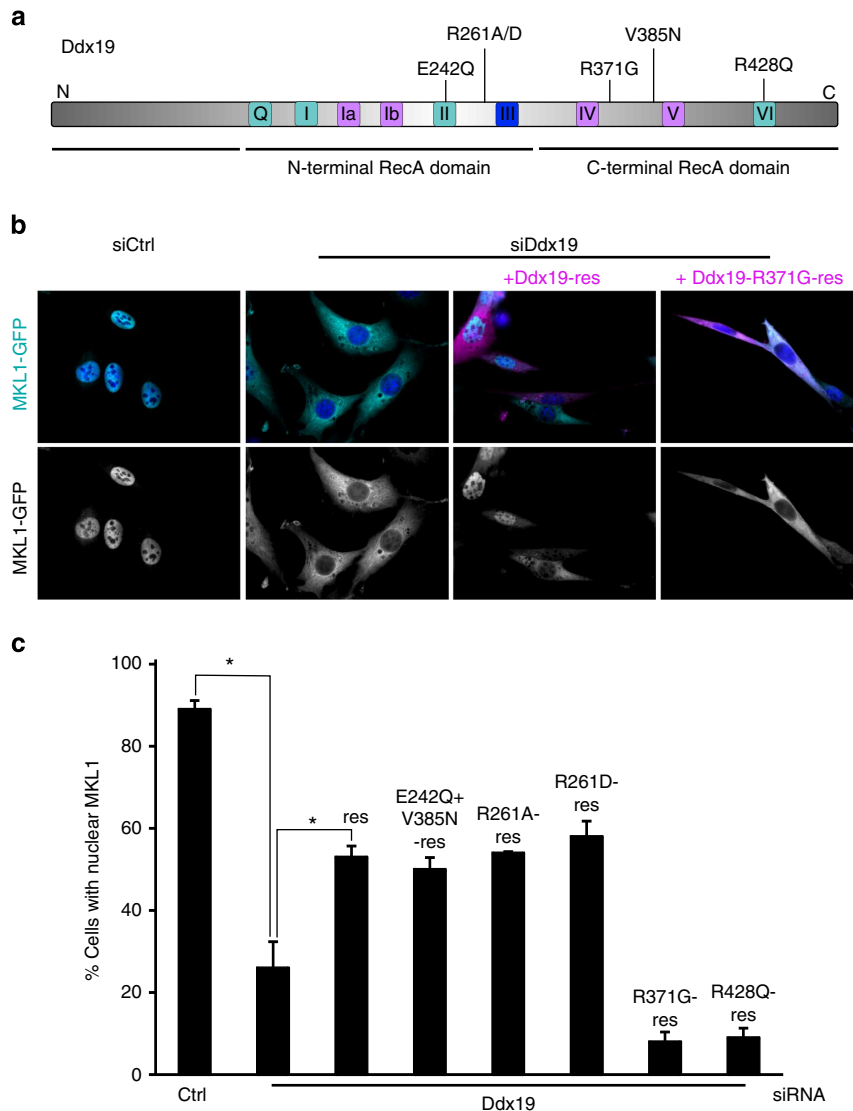 a
Ddx19
R261A/D
V385N
E242Q
R371G
R428Q
N
C
Q I Ia Ib II III IV V VI
N-terminal RecA domain
C-terminal RecA domain
b
siCtrl
siDdx19
+Ddx19-res
+ Ddx19-R371G-res
MKL1-GFP
MKL1-GFP
c
% Cells with nuclear MKL1
100
80
60
40
20
0
*
*
res
E242Q+
V385N
-res
R261A-
res
R261D-
res
R371G-
res
R428Q-
res
Ctrl
Ddx19
siRNA